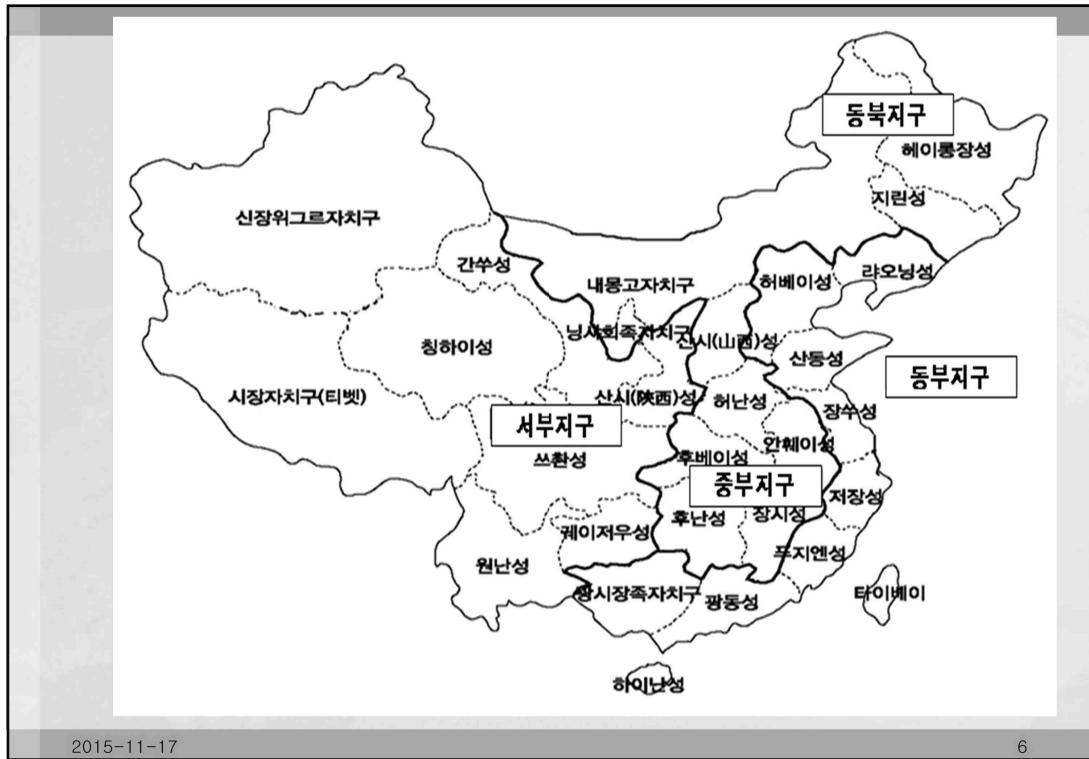 동북지구
헤이룽장성
지린성
신장위그르자치구
간쑤성
내몽고자치구
허베이성
랴오닝성
닝샤회족자치구
산시(山西)성
칭하이성
산동성
동부지구
시장자치구(티벳)
산시(陜西)성
허난성
장쑤성
서부지구
안훼이성
쓰촨성
후베이성
중부지구
저장성
후난성
장시성
궤이저우성
푸지엔성
원난성
쾅시장족자치구
광동성
타이베이
하이난성
2015-11-17
6